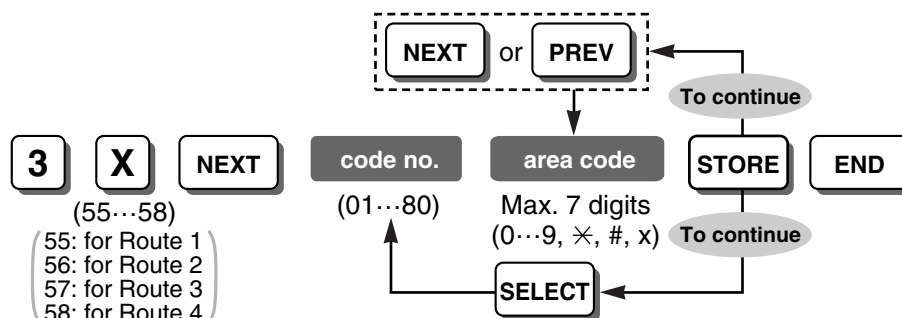 NEXT or PREV
To continue
3 X NEXT code no. area code STORE END
(55···58) (01···80) Max. 7 digits
(0···9, ✳, #, x) To continue
55: for Route 1
56: for Route 2
57: for Route 3
58: for Route 4
SELECT